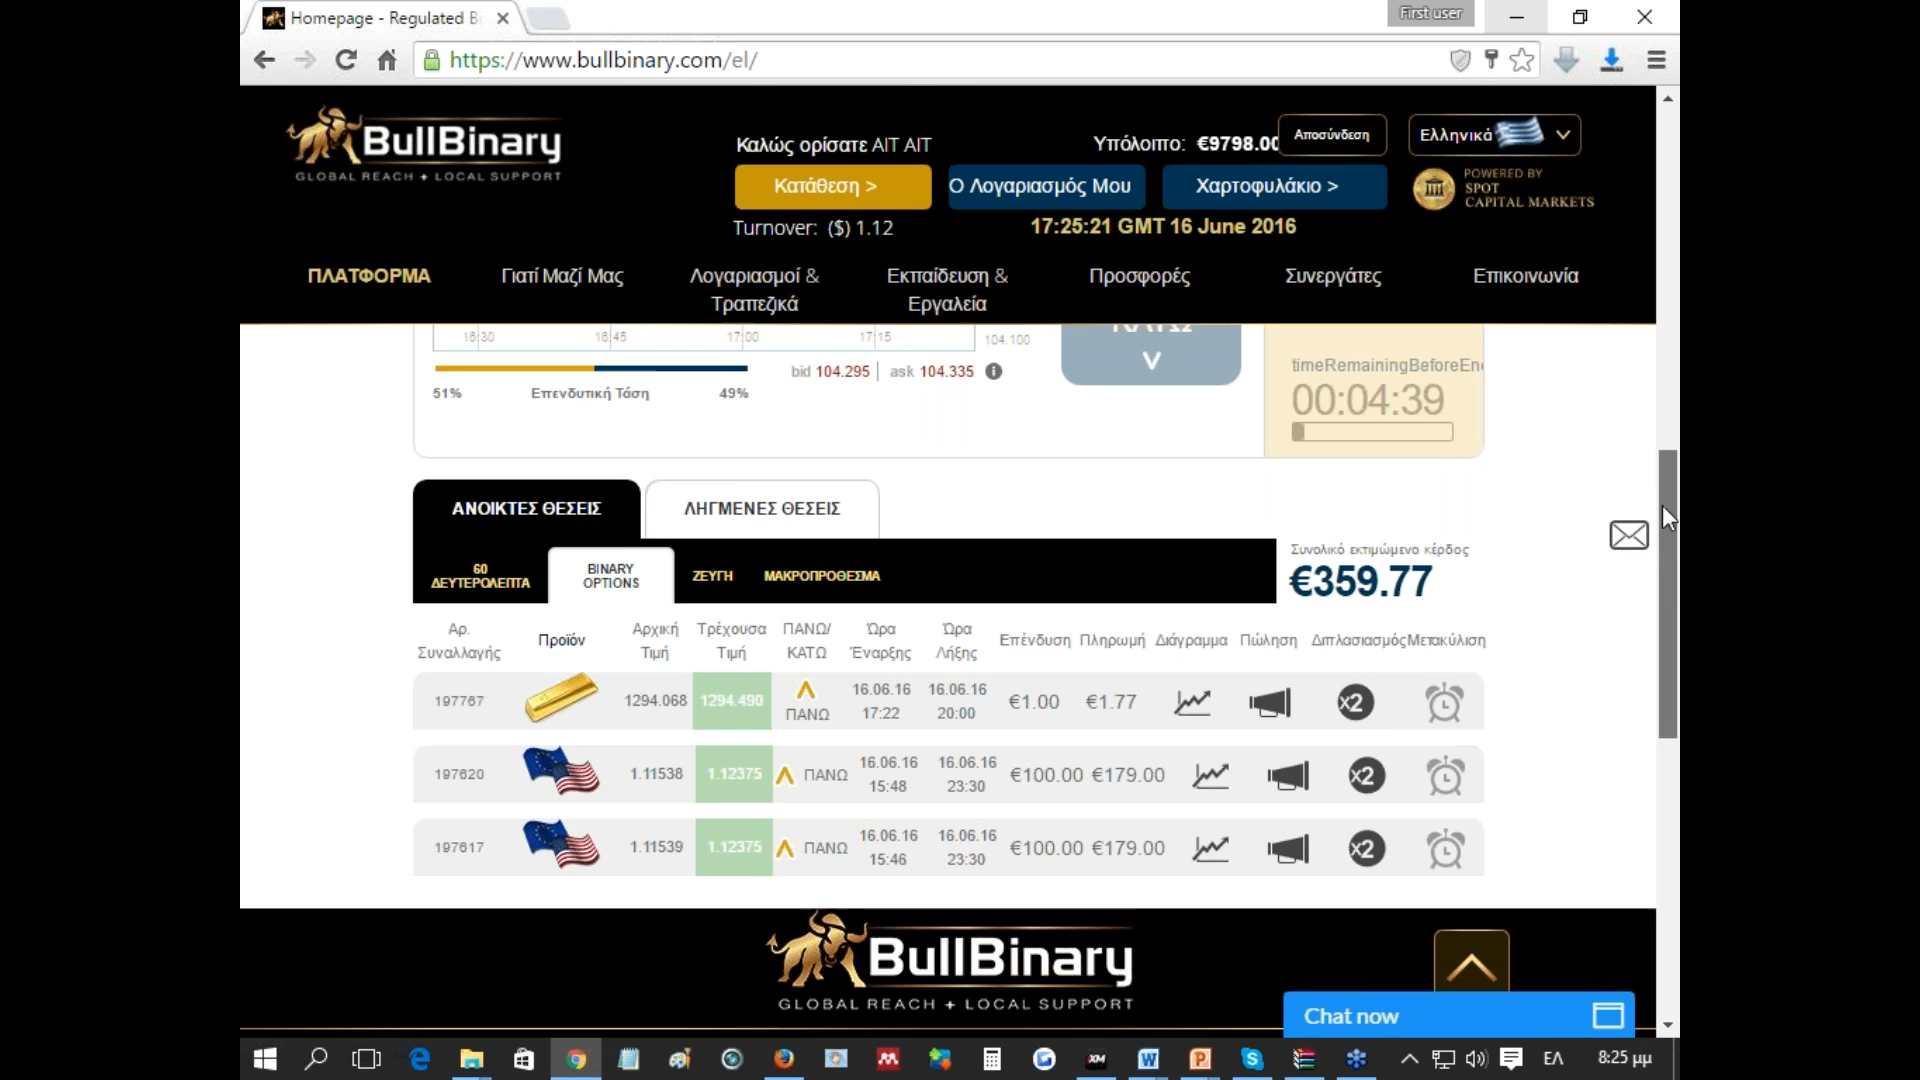 Homepage - Regulated Bi
First user
https://www.bullbinary.com/el/
BullBinary
GLOBAL REACH + LOCAL SUPPORT
Καλώς ορίσατε AIT AIT
Υπόλοιπο: €9798.00
Αποσύνδεση
Ελληνικά
Κατάθεση >
Ο Λογαριασμός Μου
Χαρτοφυλάκιο >
POWERED BY
SPOT
CAPITAL MARKETS
Turnover: ($) 1.12
17:25:21 GMT 16 June 2016
ΠΛΑΤΦΟΡΜΑ
Γιατί Μαζί Μας
Λογαριασμοί &
Τραπεζικά
Εκπαίδευση &
Εργαλεία
Προσφορές
Συνεργάτες
Επικοινωνία
16:30 16:45 17:00 17:15 104.100
ΚΑΤΩ
timeRemainingBeforeEn
00:04:39
bid 104.295 | ask 104.335
51% Επενδυτική Τάση 49%
ΑΝΟΙΚΤΕΣ ΘΕΣΕΙΣ
ΛΗΓΜΕΝΕΣ ΘΕΣΕΙΣ
60
ΔΕΥΤΕΡΟΛΕΠΤΑ
BINARY
OPTIONS
ΖΕΥΓΗ
ΜΑΚΡΟΠΡΟΘΕΣΜΑ
Συνολικό εκτιμώμενο κέρδος
€359.77
Αρ.
Συναλλαγής
Προϊόν
Αρχική
Τιμή
Τρέχουσα
Τιμή
ΠΑΝΩ/
ΚΑΤΩ
Ώρα
Έναρξης
Ώρα
Λήξης
Επένδυση Πληρωμή Διάγραμμα Πώληση Διπλασιασμός Μετακύλιση
197767 1294.068 1294.490 ΠΑΝΩ 16.06.16 17:22 16.06.16 20:00 €1.00 €1.77 x2
197620 1.11538 1.12375 ΠΑΝΩ 16.06.16 15:48 16.06.16 23:30 €100.00 €179.00 x2
197617 1.11539 1.12375 ΠΑΝΩ 16.06.16 15:46 16.06.16 23:30 €100.00 €179.00 x2
BullBinary
GLOBAL REACH + LOCAL SUPPORT
Chat now
XM
ΕΛ
8:25 μμ